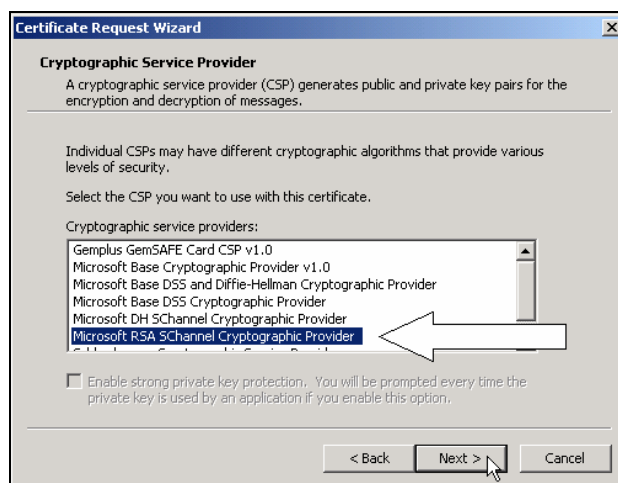 Certificate Request Wizard
Cryptographic Service Provider
A cryptographic service provider (CSP) generates public and private key pairs for the
encryption and decryption of messages.
Individual CSPs may have different cryptographic algorithms that provide various
levels of security.
Select the CSP you want to use with this certificate.
Cryptographic service providers:
Gemplus GemSAFE Card CSP v1.0
Microsoft Base Cryptographic Provider v1.0
Microsoft Base DSS and Diffie-Hellman Cryptographic Provider
Microsoft Base DSS Cryptographic Provider
Microsoft DH SChannel Cryptographic Provider
Microsoft RSA SChannel Cryptographic Provider
Enable strong private key protection. You will be prompted every time the
private key is used by an application if you enable this option.
< Back Next > Cancel